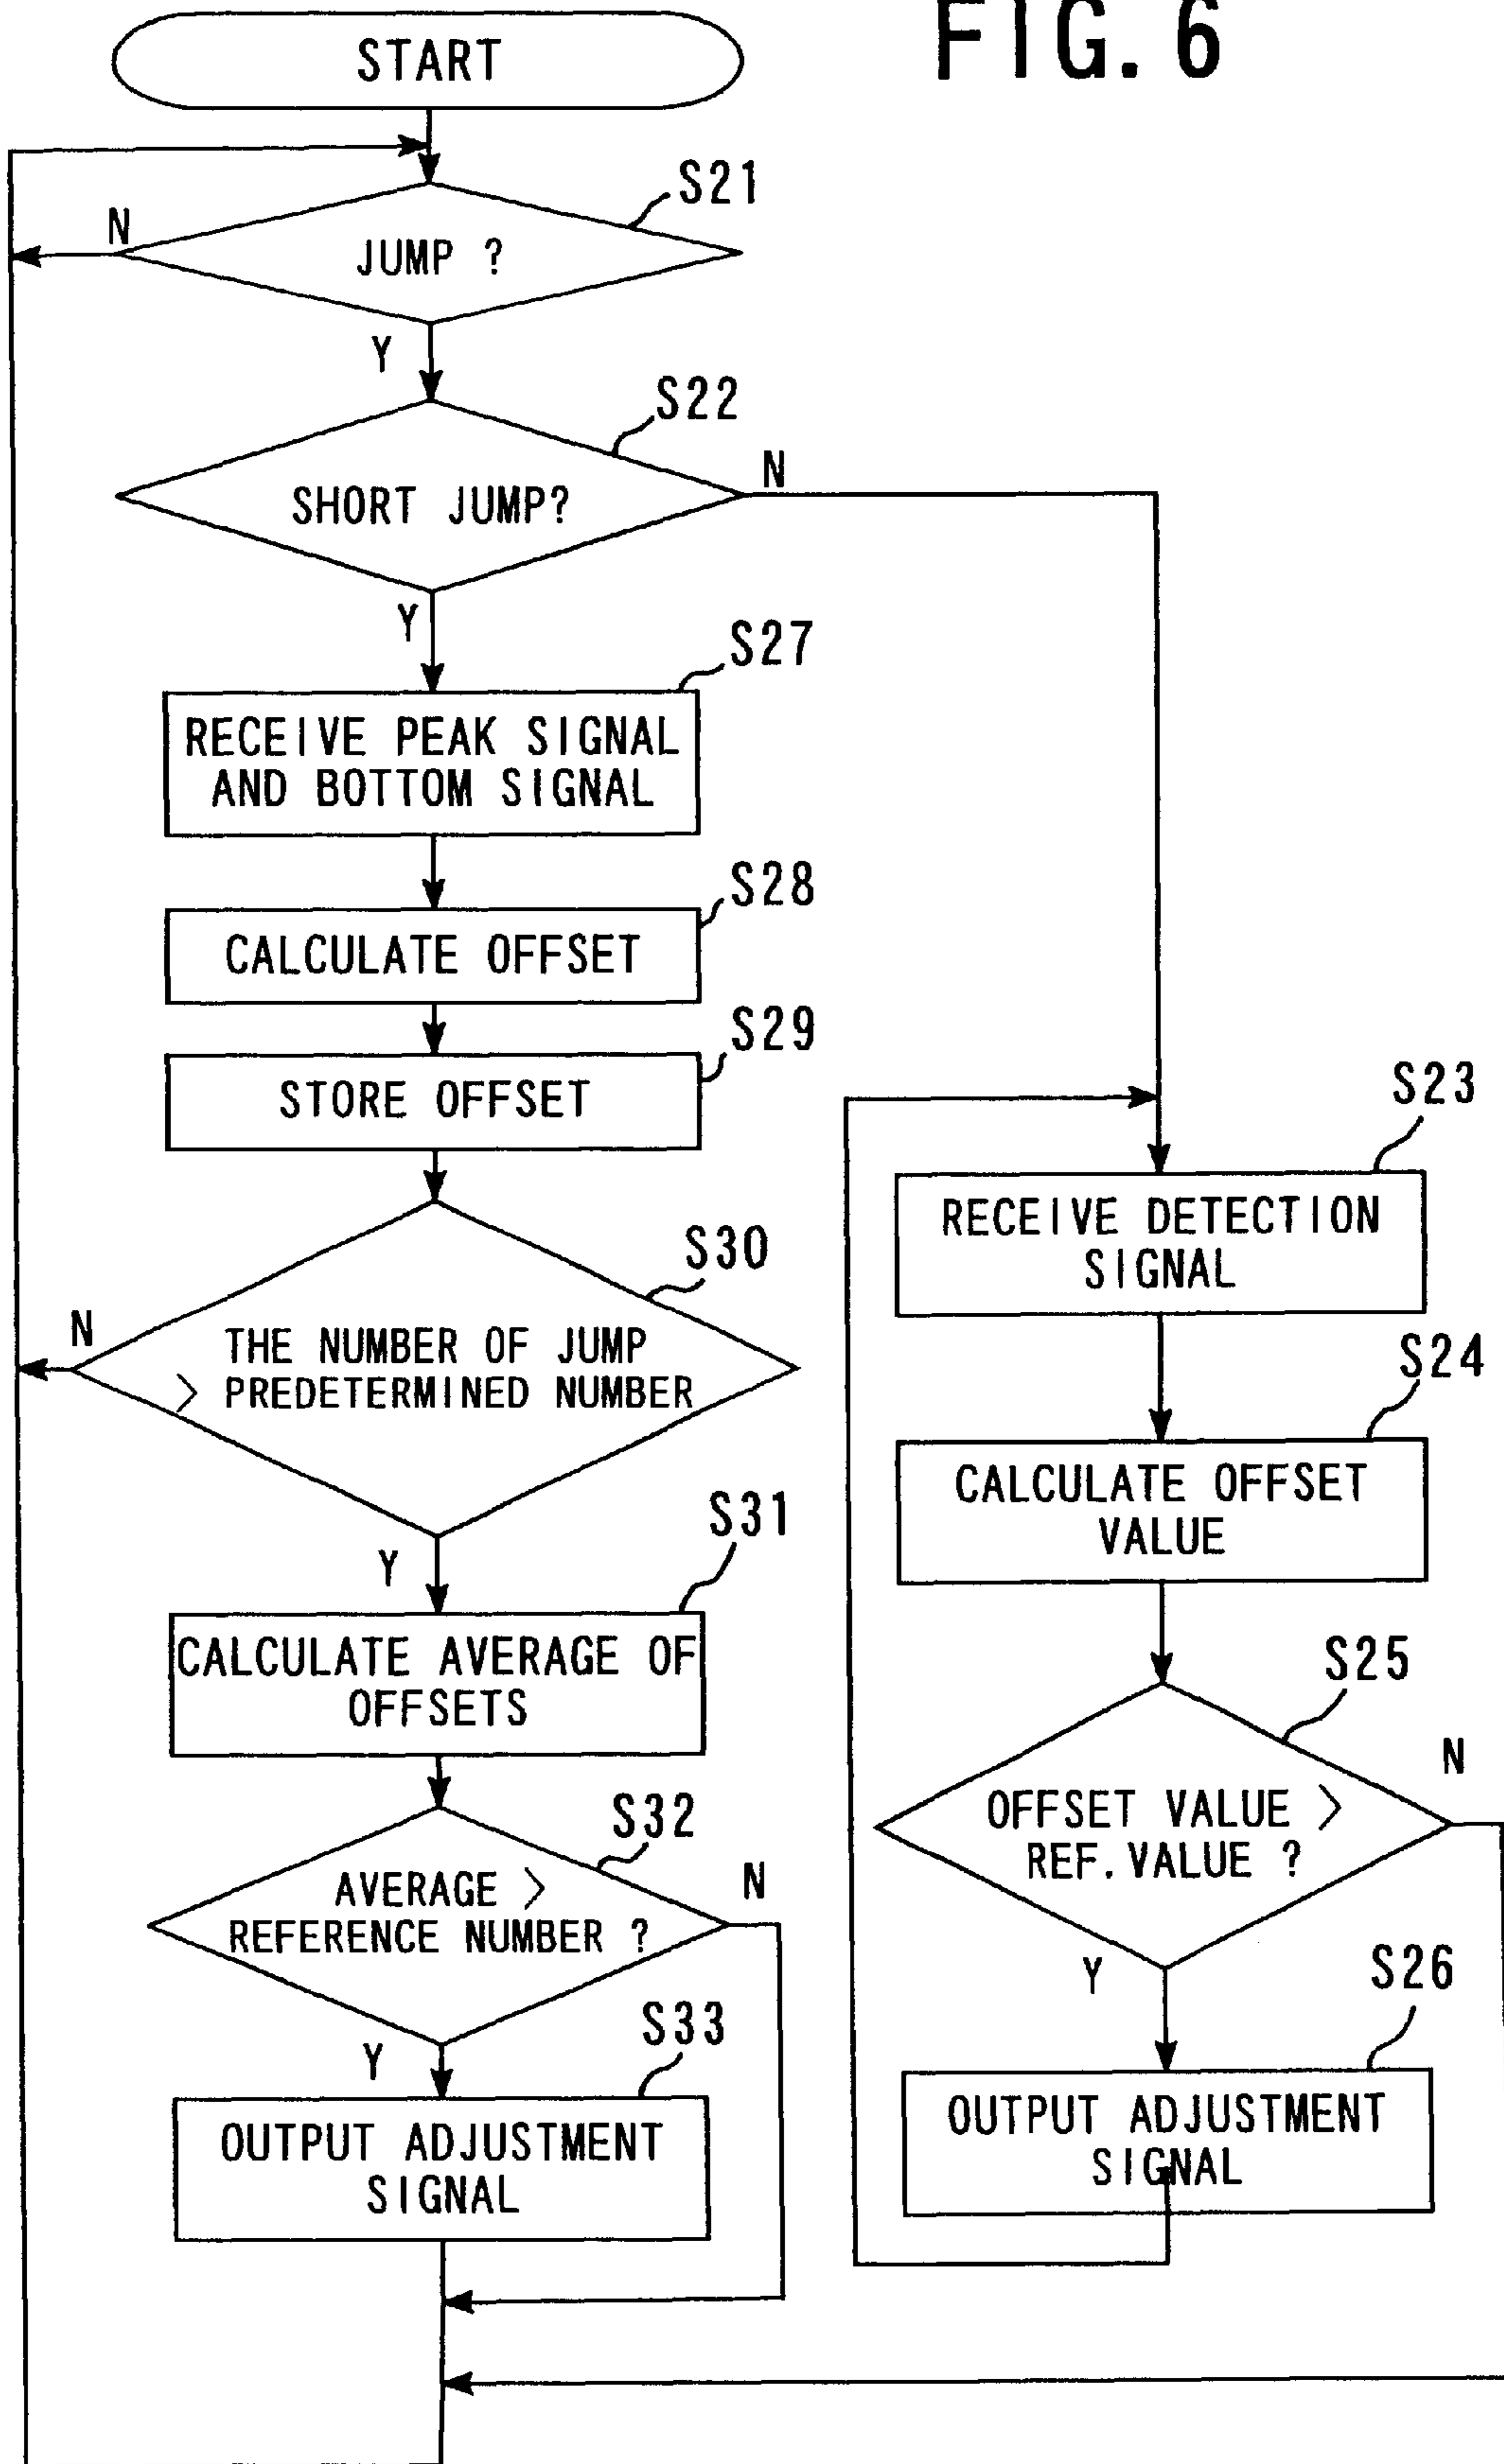 FIG. 6
START
S21
N
JUMP ?
Y
S22
N
SHORT JUMP?
Y
S27
RECEIVE PEAK SIGNAL
AND BOTTOM SIGNAL
S28
CALCULATE OFFSET
S29
STORE OFFSET
S30
N
THE NUMBER OF JUMP
> PREDETERMINED NUMBER
Y
S31
CALCULATE AVERAGE OF
OFFSETS
S32
AVERAGE >
REFERENCE NUMBER ?
N
Y
S33
OUTPUT ADJUSTMENT
SIGNAL
S23
RECEIVE DETECTION
SIGNAL
S24
CALCULATE OFFSET
VALUE
S25
N
OFFSET VALUE >
REF. VALUE ?
Y
S26
OUTPUT ADJUSTMENT
SIGNAL